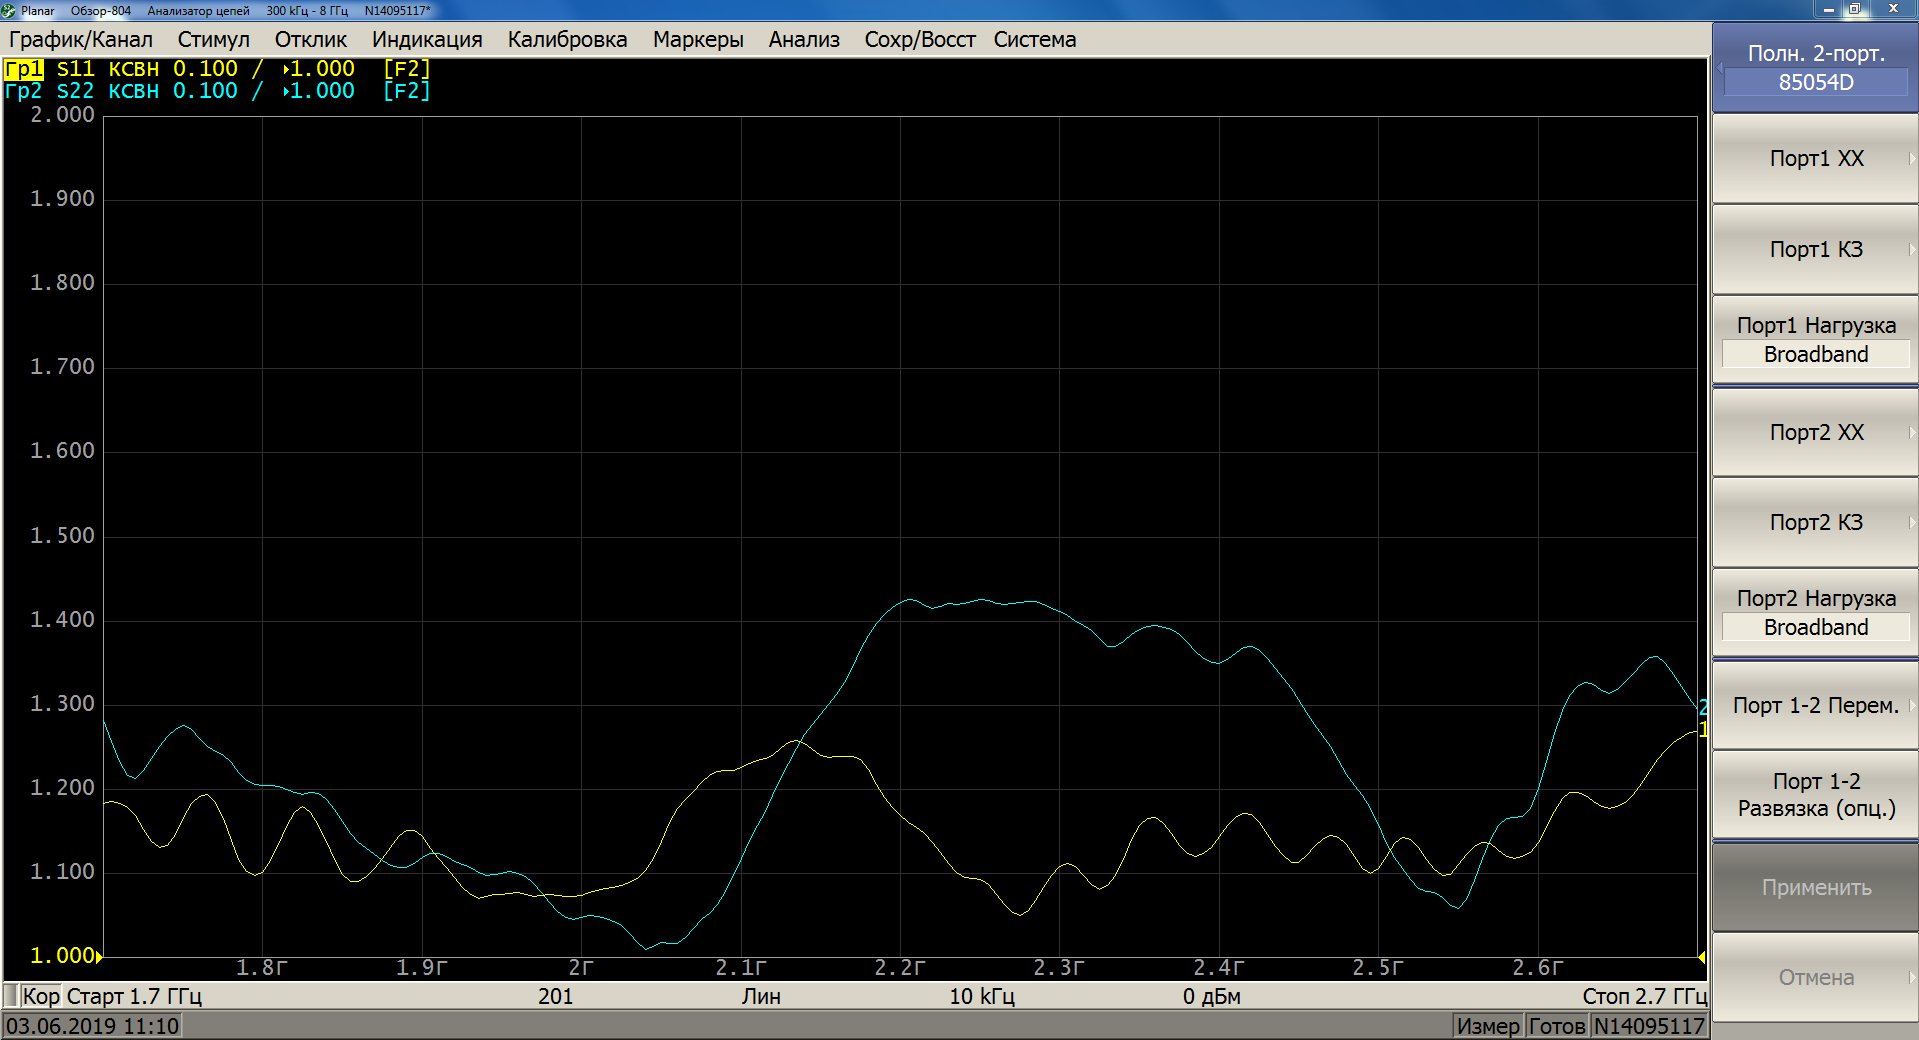 Planar Обзор-804 Анализатор цепей 300 кГц - 8 ГГц N14095117*
График/Канал Стимул Отклик Индикация Калибровка Маркеры Анализ Сохр/Восст Система
Гр1 S11 КСВН 0.100 / 1.000 [F2]
Гр2 S22 КСВН 0.100 / 1.000 [F2]
2.000
1.900
1.800
1.700
1.600
1.500
1.400
1.300
1.200
1.100
1.000
2
1
1.8Г 1.9Г 2Г 2.1Г 2.2Г 2.3Г 2.4Г 2.5Г 2.6Г
Кор Старт 1.7 ГГц 201 Лин 10 kГц 0 дБм Стоп 2.7 ГГц
03.06.2019 11:10 Измер Готов N14095117
Полн. 2-порт.
85054D
Порт1 ХХ
Порт1 КЗ
Порт1 Нагрузка
Broadband
Порт2 ХХ
Порт2 КЗ
Порт2 Нагрузка
Broadband
Порт 1-2 Перем.
Порт 1-2
Развязка (опц.)
Применить
Отмена